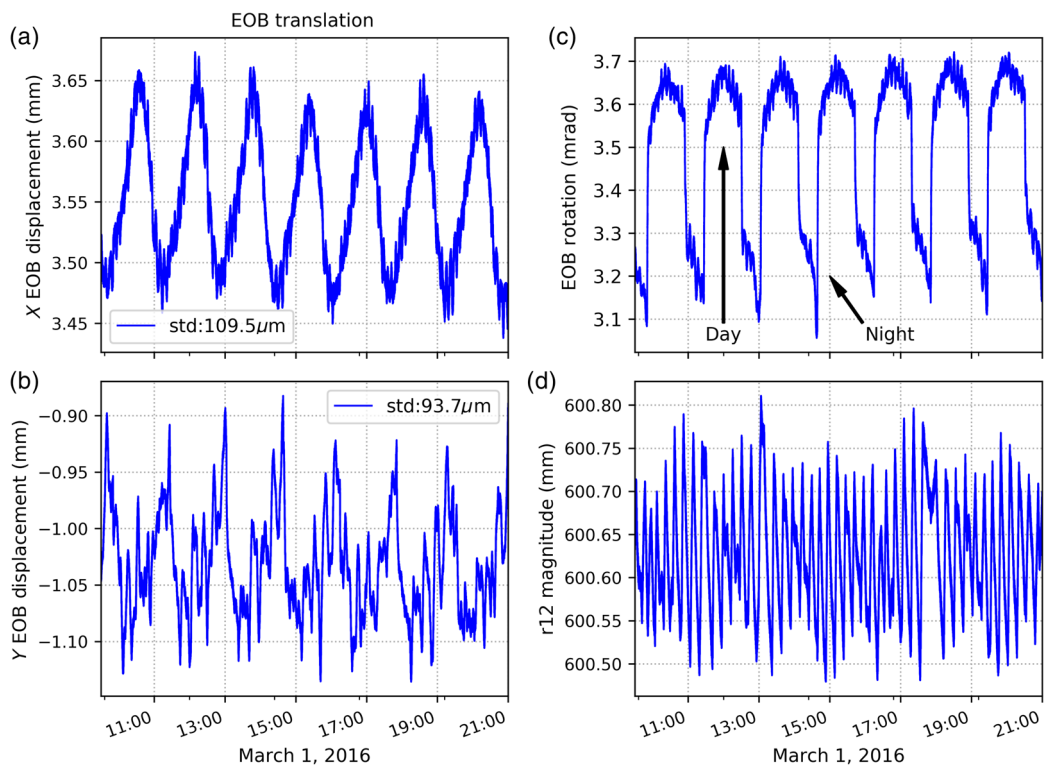 EOB translation
(a)
X EOB displacement (mm)
3.65
3.60
3.55
3.50
3.45
std:109.5μm
(c)
EOB rotation (mrad)
3.7
3.6
3.5
3.4
3.3
3.2
3.1
Day
Night
(b)
Y EOB displacement (mm)
−0.90
−0.95
−1.00
−1.05
−1.10
std:93.7μm
11:00
13:00
15:00
17:00
19:00
21:00
March 1, 2016
(d)
r12 magnitude (mm)
600.80
600.75
600.70
600.65
600.60
600.55
600.50
11:00
13:00
15:00
17:00
19:00
21:00
March 1, 2016